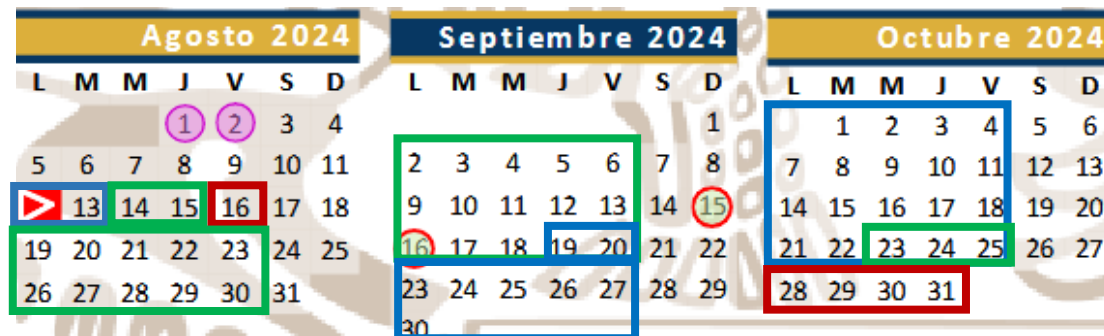 Agosto 2024
L M M J V S D
1 2 3 4
5 6 7 8 9 10 11
13 14 15 16 17 18
19 20 21 22 23 24 25
26 27 28 29 30 31
Septiembre 2024
L M M J V S D
1
2 3 4 5 6 7 8
9 10 11 12 13 14 15
16 17 18 19 20 21 22
23 24 25 26 27 28 29
30
Octubre 2024
L M M J V S D
1 2 3 4 5 6
7 8 9 10 11 12 13
14 15 16 17 18 19 20
21 22 23 24 25 26 27
28 29 30 31